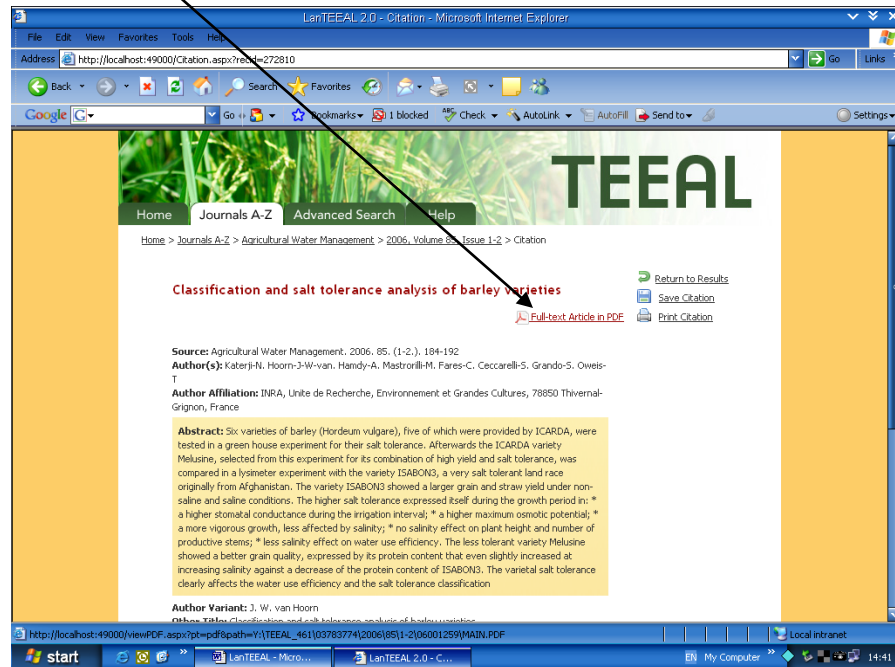 LanTEEAL 2.0 - Citation - Microsoft Internet Explorer
File Edit View Favorites Tools Help
Address http://localhost:49000/Citation.aspx?recid=272810 Go Links
Back Search Favorites
Google G Go Bookmarks 1 blocked ABC Check AutoLink AutoFill Send to Settings
TEEAL
Home Journals A-Z Advanced Search Help
Home > Journals A-Z > Agricultural Water Management > 2006, Volume 85, Issue 1-2 > Citation
Return to Results
Classification and salt tolerance analysis of barley varieties
Save Citation
Full-text Article in PDF Print Citation
Source: Agricultural Water Management. 2006. 85. (1-2.). 184-192
Author(s): Katerji-N. Hoorn-J-W-van. Hamdy-A. Mastrorilli-M. Fares-C. Ceccarelli-S. Grando-S. Oweis-
T
Author Affiliation: INRA, Unite de Recherche, Environnement et Grandes Cultures, 78850 Thiverval-
Grignon, France
Abstract: Six varieties of barley (Hordeum vulgare), five of which were provided by ICARDA, were
tested in a green house experiment for their salt tolerance. Afterwards the ICARDA variety
Melusine, selected from this experiment for its combination of high yield and salt tolerance, was
compared in a lysimeter experiment with the variety ISABON3, a very salt tolerant land race
originally from Afghanistan. The variety ISABON3 showed a larger grain and straw yield under non-
saline and saline conditions. The higher salt tolerance expressed itself during the growth period in: *
a higher stomatal conductance during the irrigation interval; * a higher maximum osmotic potential; *
a more vigorous growth, less affected by salinity; * no salinity effect on plant height and number of
productive stems; * less salinity effect on water use efficiency. The less tolerant variety Melusine
showed a better grain quality, expressed by its protein content that even slightly increased at
increasing salinity against a decrease of the protein content of ISABON3. The varietal salt tolerance
clearly affects the water use efficiency and the salt tolerance classification
Author Variant: J. W. van Hoorn
Other Title: Classification and salt tolerance analysis of barley varieties
http://localhost:49000/viewPDF.aspx?pt=pdf8path=Y:\TEEAL_461\03783774\2006\85\1-2\06001259\MAIN.PDF Local intranet
start LanTEEAL - Micro... LanTEEAL 2.0 - C... EN My Computer 14:41